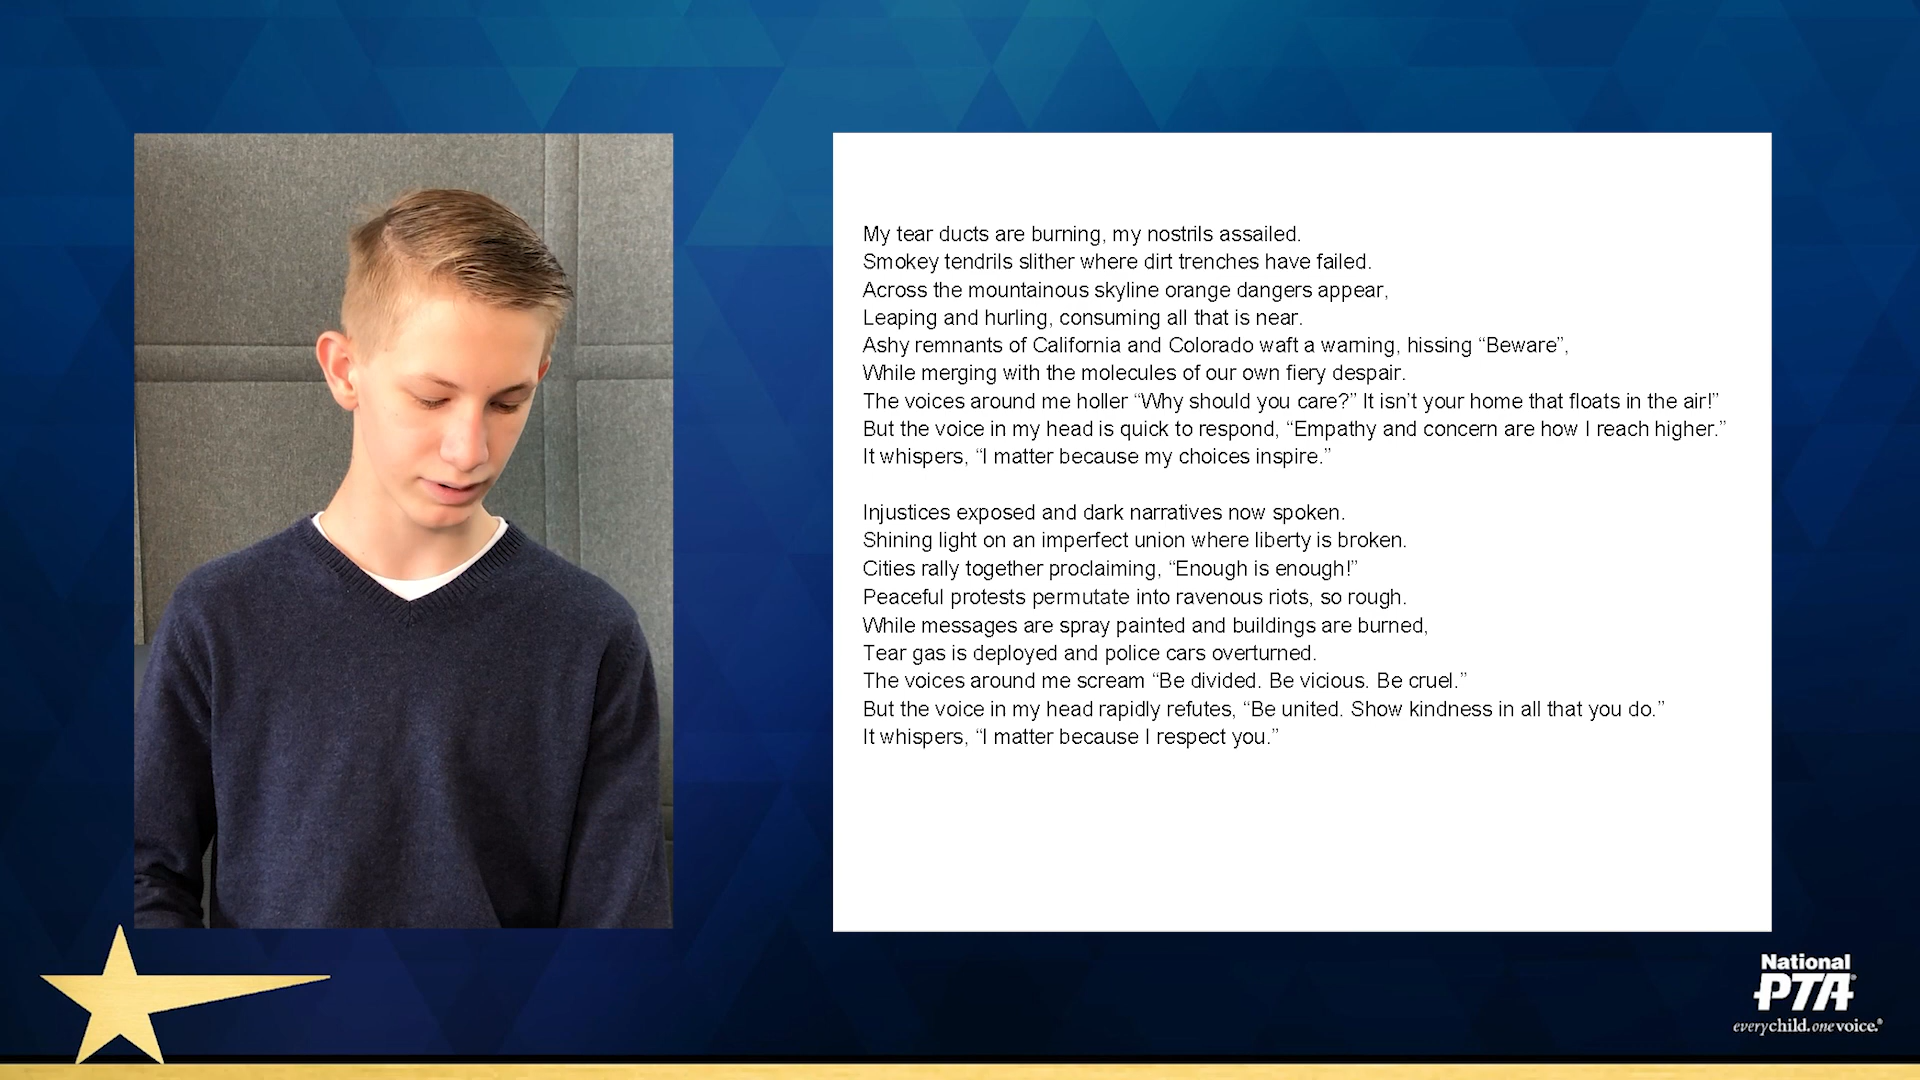 My tear ducts are burning, my nostrils assailed.
Smokey tendrils slither where dirt trenches have failed.
Across the mountainous skyline orange dangers appear,
Leaping and hurling, consuming all that is near.
Ashy remnants of California and Colorado waft a warning, hissing “Beware”,
While merging with the molecules of our own fiery despair.
The voices around me holler “Why should you care?” It isn’t your home that floats in the air!”
But the voice in my head is quick to respond, “Empathy and concern are how I reach higher.”
It whispers, “I matter because my choices inspire.”
Injustices exposed and dark narratives now spoken.
Shining light on an imperfect union where liberty is broken.
Cities rally together proclaiming, “Enough is enough!”
Peaceful protests permutate into ravenous riots, so rough.
While messages are spray painted and buildings are burned,
Tear gas is deployed and police cars overturned.
The voices around me scream “Be divided. Be vicious. Be cruel.”
But the voice in my head rapidly refutes, “Be united. Show kindness in all that you do.”
It whispers, “I matter because I respect you.”
National
PTA®
everychild.onevoice.®